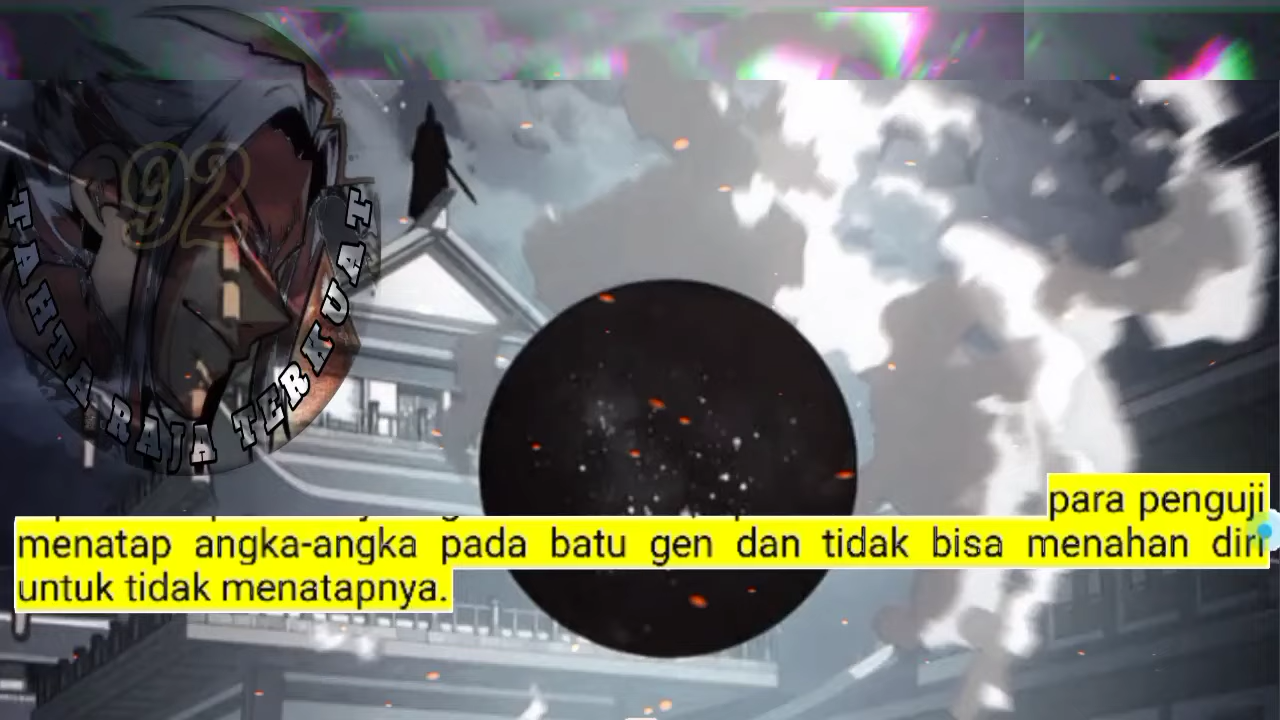 92
TAHTA RAJA TERKUAT
para penguji
menatap angka-angka pada batu gen dan tidak bisa menahan diri
untuk tidak menatapnya.